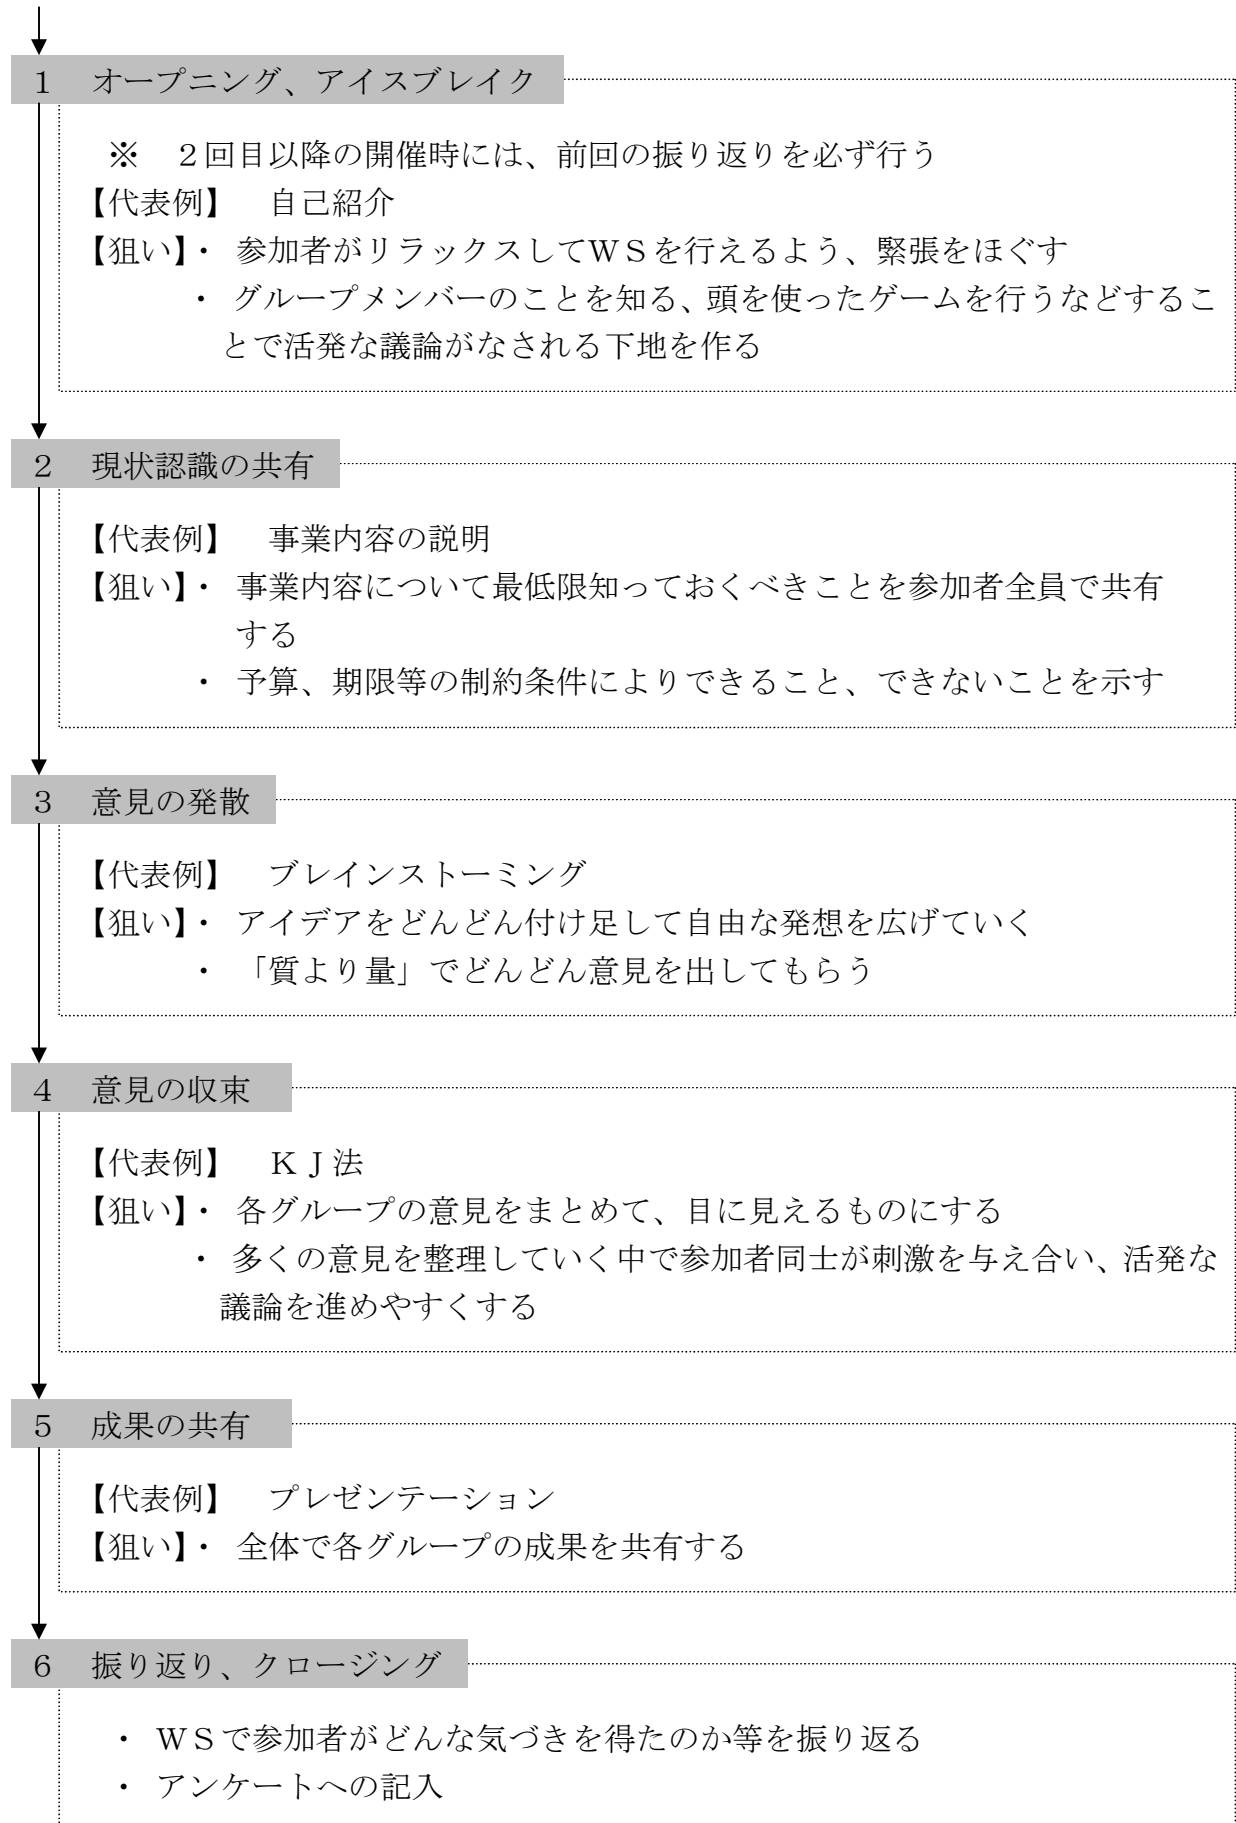 １　オープニング、アイスブレイク
※　２回目以降の開催時には、前回の振り返りを必ず行う
【代表例】　自己紹介
【狙い】・ 参加者がリラックスしてＷＳを行えるよう、緊張をほぐす
・ グループメンバーのことを知る、頭を使ったゲームを行うなどするこ
とで活発な議論がなされる下地を作る
２　現状認識の共有
【代表例】　事業内容の説明
【狙い】・ 事業内容について最低限知っておくべきことを参加者全員で共有
する
・ 予算、期限等の制約条件によりできること、できないことを示す
３　意見の発散
【代表例】　ブレインストーミング
【狙い】・ アイデアをどんどん付け足して自由な発想を広げていく
・ 「質より量」でどんどん意見を出してもらう
４　意見の収束
【代表例】　ＫＪ法
【狙い】・ 各グループの意見をまとめて、目に見えるものにする
・ 多くの意見を整理していく中で参加者同士が刺激を与え合い、活発な
議論を進めやすくする
５　成果の共有
【代表例】　プレゼンテーション
【狙い】・ 全体で各グループの成果を共有する
６　振り返り、クロージング
・ ＷＳで参加者がどんな気づきを得たのか等を振り返る
・ アンケートへの記入